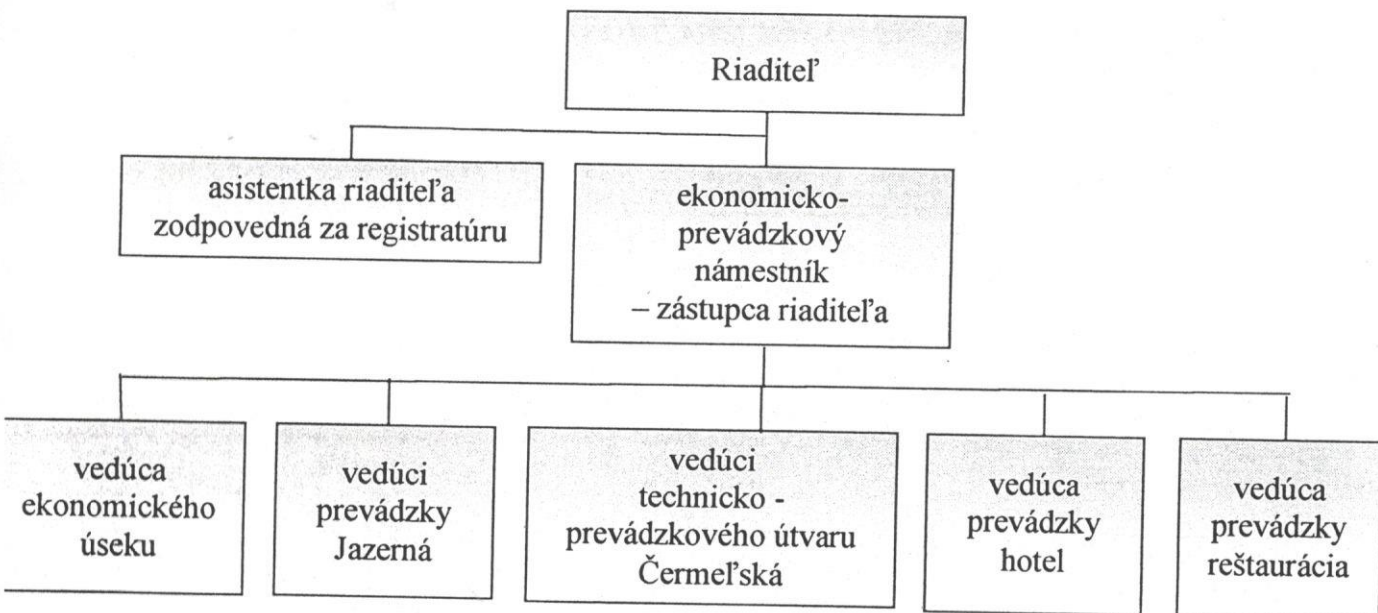 Riaditeľ
asistentka riaditeľa
zodpovedná za registratúru
ekonomicko-
prevádzkový
námestník
– zástupca riaditeľa
vedúca
ekonomického
úseku
vedúci
prevádzky
Jazerná
vedúci
technicko -
prevádzkového útvaru
Čermeľská
vedúca
prevádzky
hotel
vedúca
prevádzky
reštaurácia